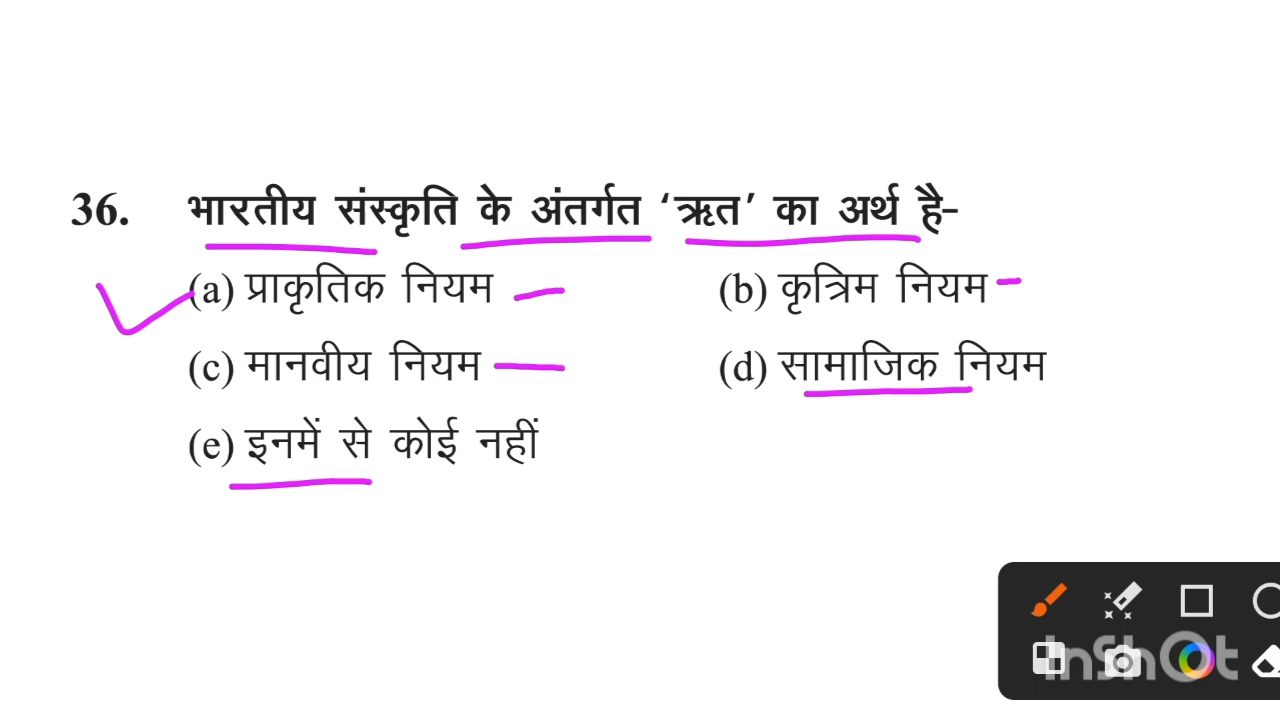 36. भारतीय संस्कृति के अंतर्गत ‘ऋत’ का अर्थ है-
(a) प्राकृतिक नियम (b) कृत्रिम नियम
(c) मानवीय नियम (d) सामाजिक नियम
(e) इनमें से कोई नहीं
InShOt